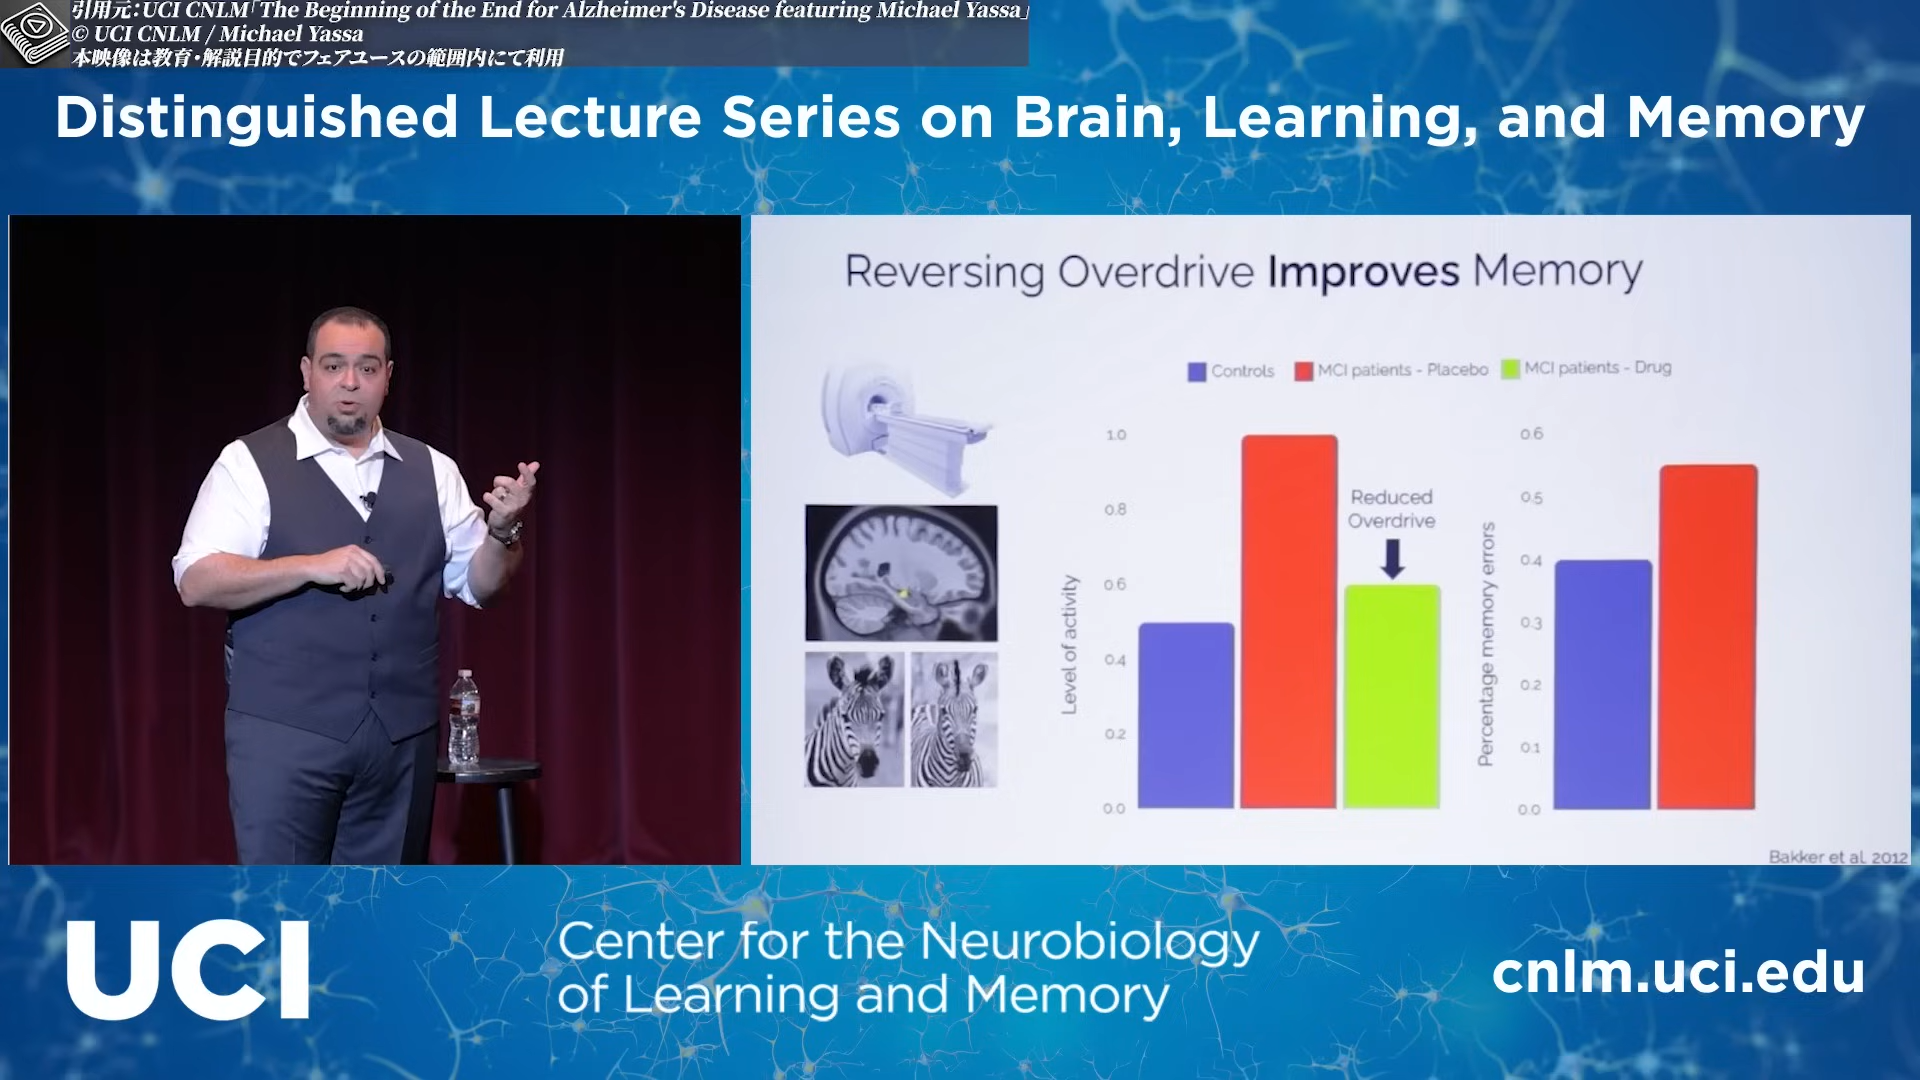 引用元：UCI CNLM「The Beginning of the End for Alzheimer's Disease featuring Michael Yassa」
© UCI CNLM / Michael Yassa
本映像は教育・解説目的でフェアユースの範囲内にて利用
Distinguished Lecture Series on Brain, Learning, and Memory
Reversing Overdrive Improves Memory
Controls
MCI patients - Placebo
MCI patients - Drug
Level of activity
1.0
0.8
0.6
0.4
0.2
0.0
Reduced
Overdrive
Percentage memory errors
0.6
0.5
0.4
0.3
0.2
0.1
0.0
Bakker et al. 2012
UCI
Center for the Neurobiology
of Learning and Memory
cnlm.uci.edu